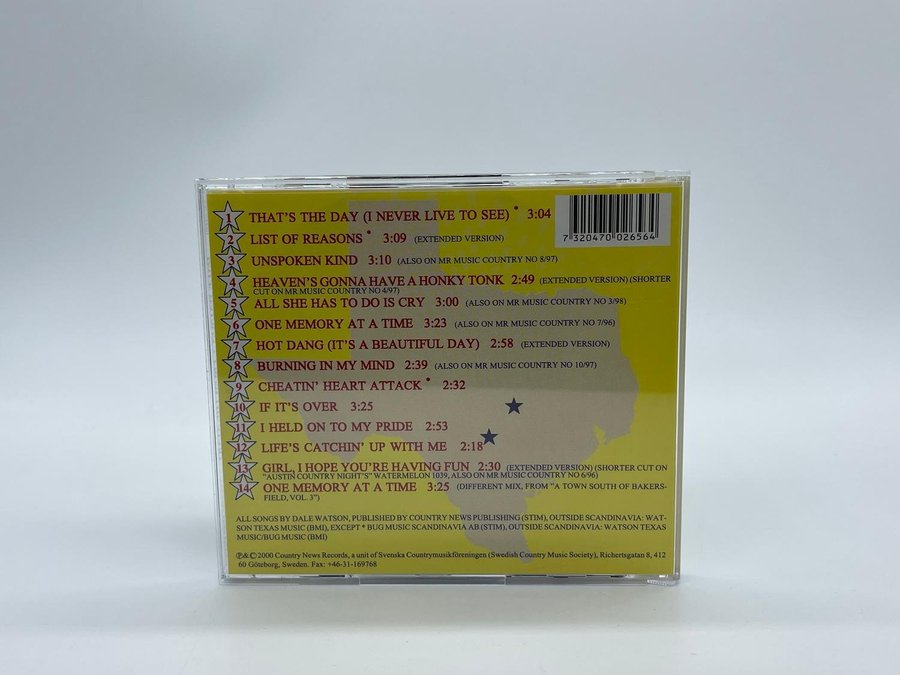 1 THAT'S THE DAY (I NEVER LIVE TO SEE) * 3:04
7 320470 026564
2 LIST OF REASONS * 3:09 (EXTENDED VERSION)
3 UNSPOKEN KIND 3:10 (ALSO ON MR MUSIC COUNTRY NO 8/97)
4 HEAVEN'S GONNA HAVE A HONKY TONK 2:49 (EXTENDED VERSION) (SHORTER
CUT ON MR MUSIC COUNTRY NO 4/97)
5 ALL SHE HAS TO DO IS CRY 3:00 (ALSO ON MR MUSIC COUNTRY NO 3/98)
6 ONE MEMORY AT A TIME 3:23 (ALSO ON MR MUSIC COUNTRY NO 7/96)
7 HOT DANG (IT'S A BEAUTIFUL DAY) 2:58 (EXTENDED VERSION)
8 BURNING IN MY MIND 2:39 (ALSO ON MR MUSIC COUNTRY NO 10/97)
9 CHEATIN' HEART ATTACK * 2:32
10 IF IT'S OVER 3:25
11 I HELD ON TO MY PRIDE 2:53
12 LIFE'S CATCHIN' UP WITH ME 2:18
13 GIRL, I HOPE YOU'RE HAVING FUN 2:30 (EXTENDED VERSION) (SHORTER CUT ON
"AUSTIN COUNTRY NIGHT'S" WATERMELON 1039, ALSO ON MR MUSIC COUNTRY NO 6/96)
14 ONE MEMORY AT A TIME 3:25 (DIFFERENT MIX, FROM "A TOWN SOUTH OF BAKERS-
FIELD, VOL. 3")
ALL SONGS BY DALE WATSON, PUBLISHED BY COUNTRY NEWS PUBLISHING (STIM), OUTSIDE SCANDINAVIA: WAT-
SON TEXAS MUSIC (BMI), EXCEPT * BUG MUSIC SCANDINAVIA AB (STIM), OUTSIDE SCANDINAVIA: WATSON TEXAS
MUSIC/BUG MUSIC (BMI)
℗&© 2000 Country News Records, a unit of Svenska Countrymusikföreningen (Swedish Country Music Society), Richertsgatan 8, 412
60 Göteborg, Sweden. Fax: +46-31-169768